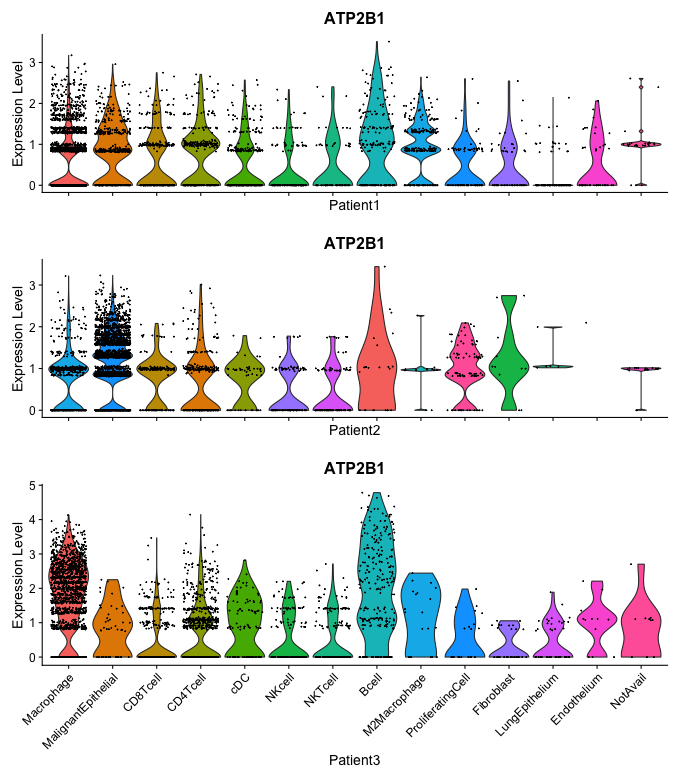 ATP2B1
Expression Level
3
2
1
0
Patient1
ATP2B1
Expression Level
3
2
1
0
Patient2
ATP2B1
Expression Level
5
4
3
2
1
0
Macrophage
MalignantEpithelial
CD8Tcell
CD4Tcell
cDC
NKcell
NKTcell
Bcell
M2Macrophage
ProliferatingCell
Fibroblast
LungEpithelium
Endothelium
NotAvail
Patient3